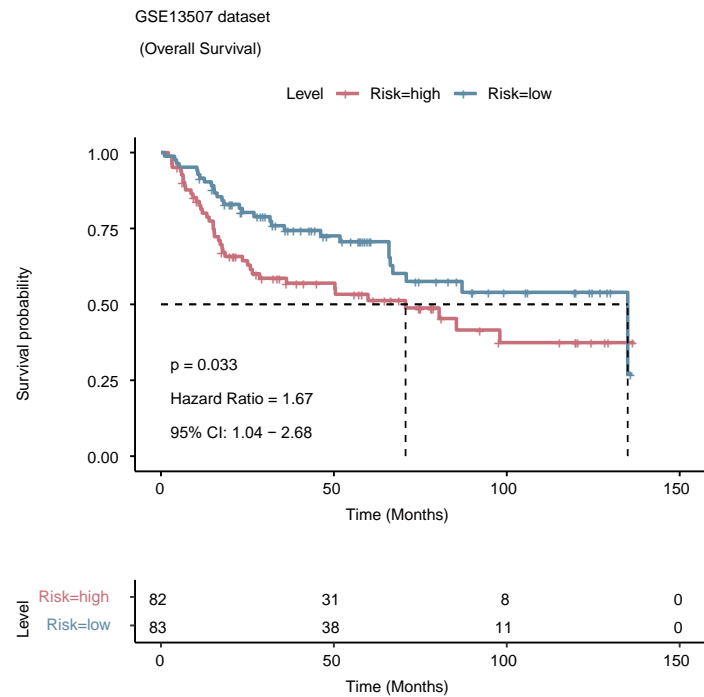 GSE13507 dataset
(Overall Survival)
Level Risk=high Risk=low
1.00
0.75
0.50
0.25
0.00
Survival probability
p = 0.033
Hazard Ratio = 1.67
95% CI: 1.04 − 2.68
0 50 100 150
Time (Months)
Level
Risk=high 82 31 8 0
Risk=low 83 38 11 0
0 50 100 150
Time (Months)